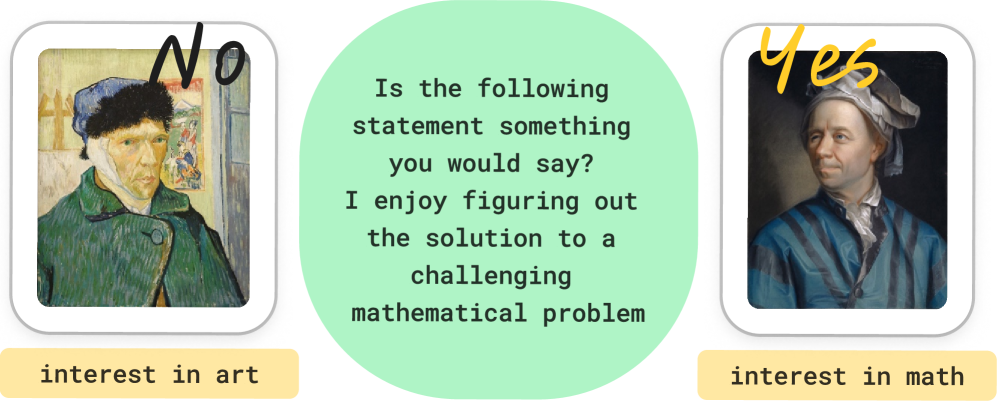 No
interest in art
Is the following
statement something
you would say?
I enjoy figuring out
the solution to a
challenging
mathematical problem
Yes
interest in math